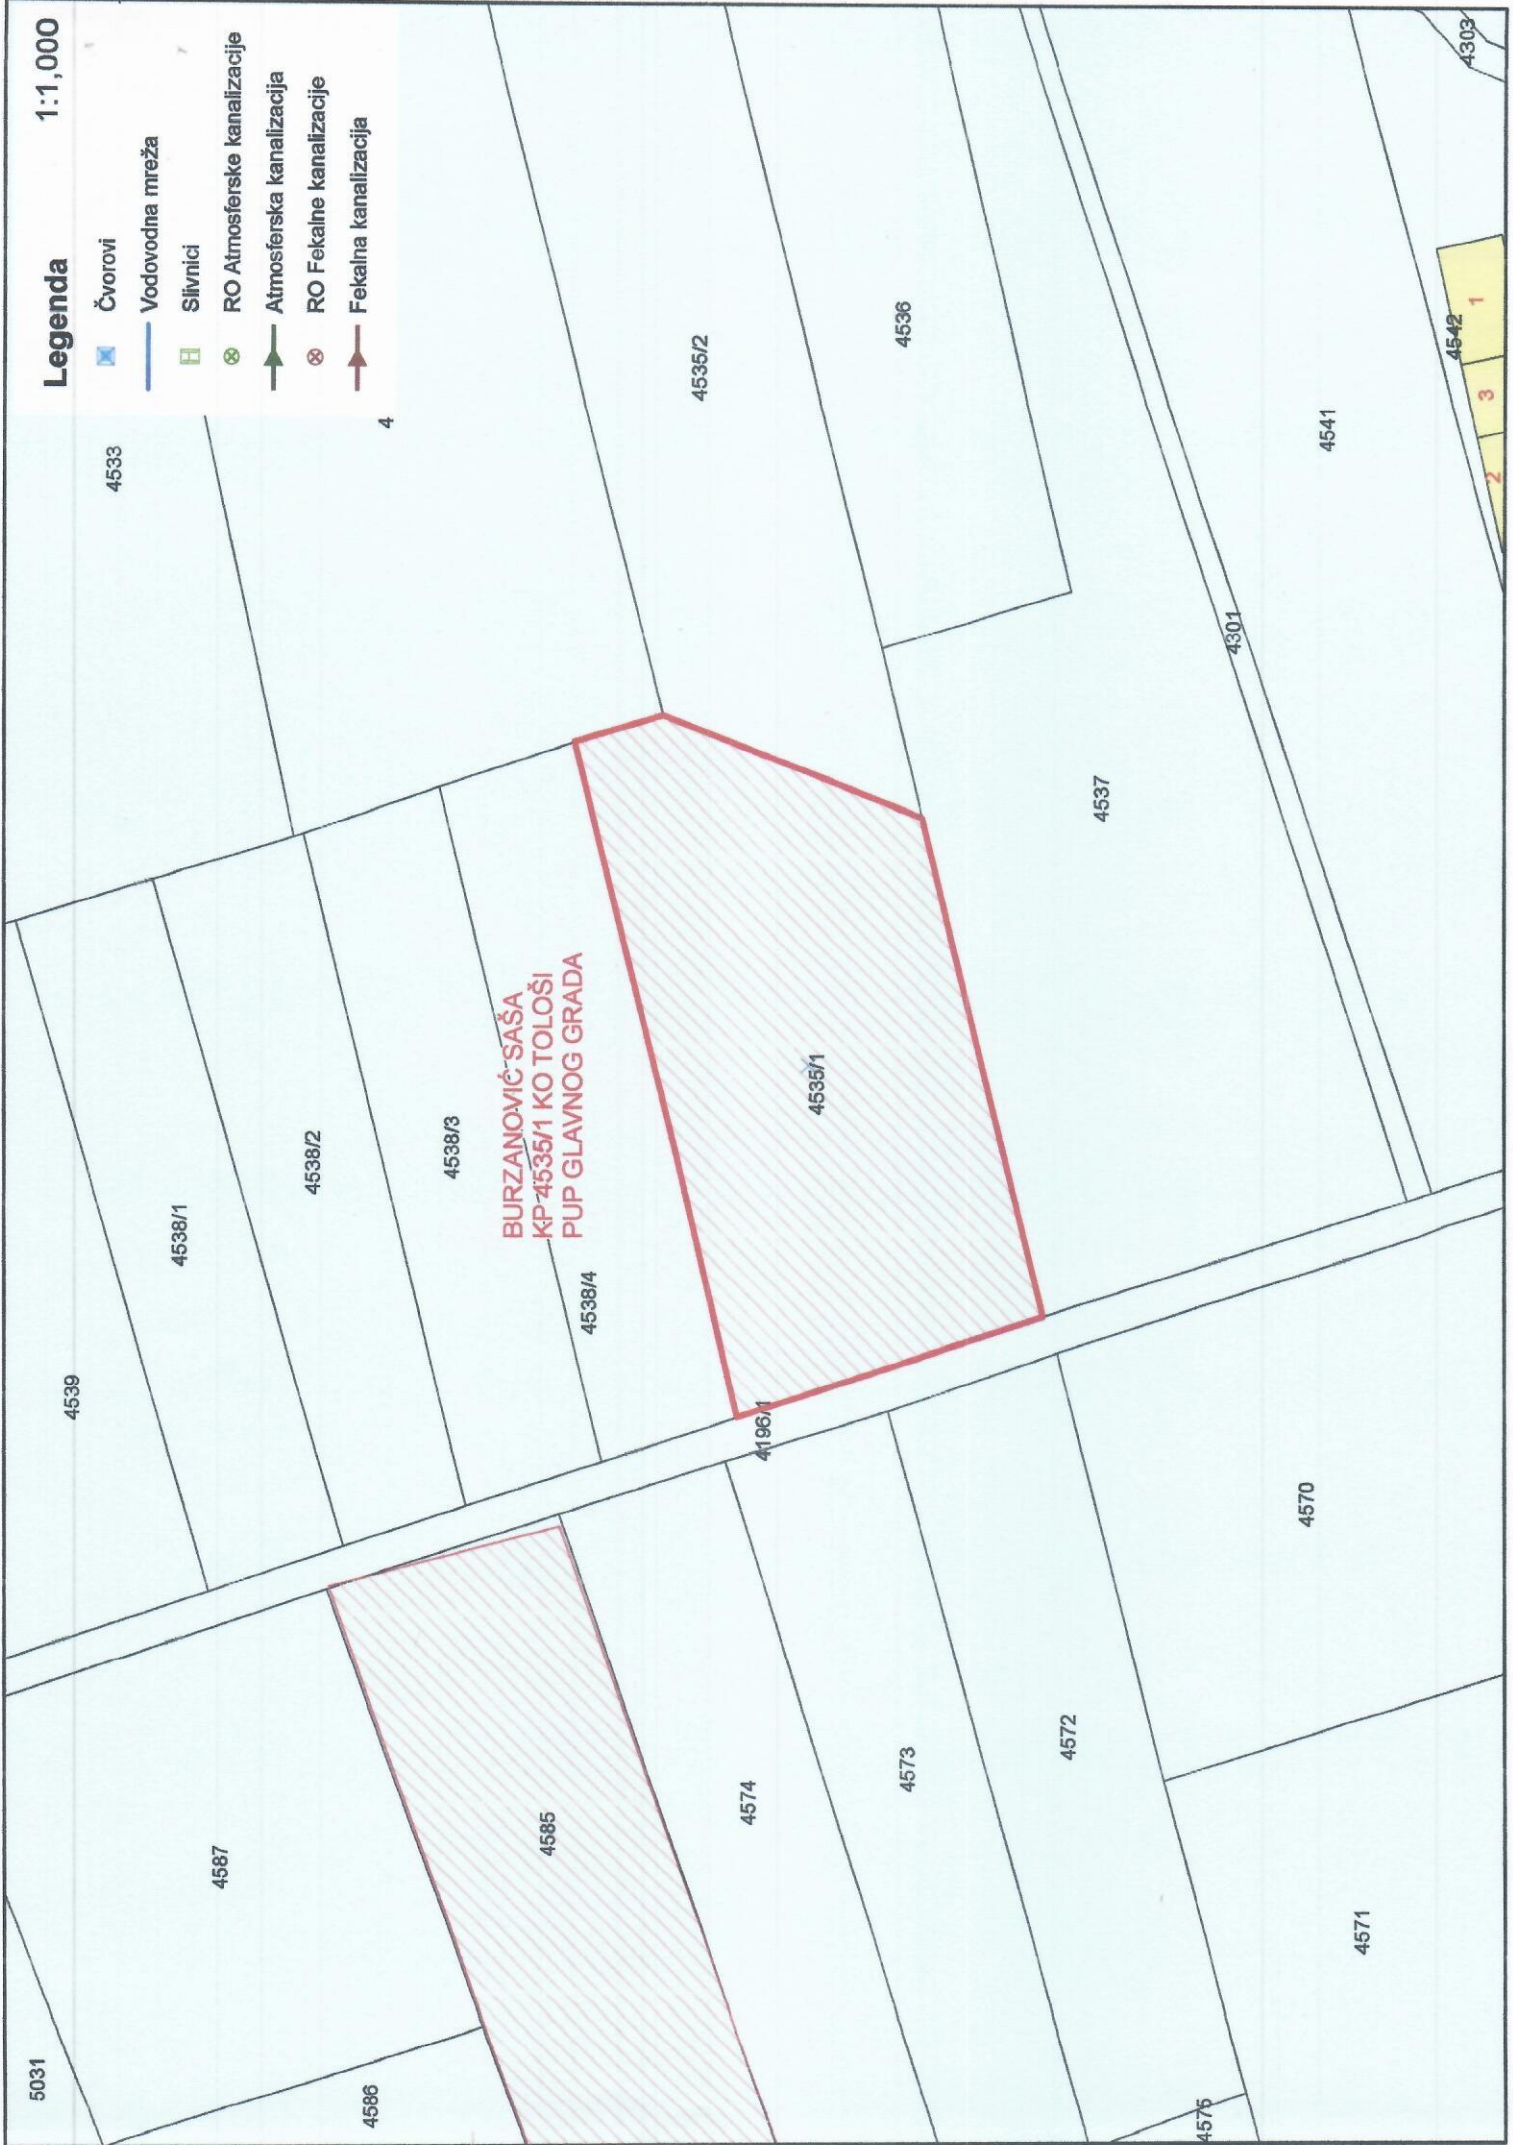 Legenda 1:1,000
Čvorovi
Vodovodna mreža
Slivnici
RO Atmosferske kanalizacije
Atmosferska kanalizacija
RO Fekalne kanalizacije
Fekalna kanalizacija
5031
4539
4533
4587
4538/1
4586
4538/2
4
4538/3
4585
BURZANOVIĆ SAŠA
KP 4535/1 KO TOLOŠI
PUP GLAVNOG GRADA
4538/4
4535/2
4574
4196/1
4535/1
4573
4536
4572
4537
4575
4301
4570
4541
4571
4542
4303
2
3
1